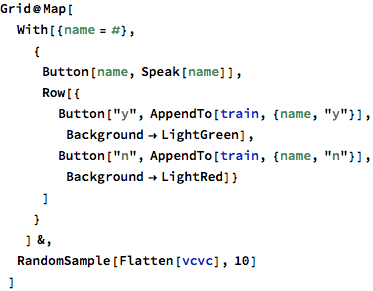 Grid@Map[
With[{name = #},
{
Button[name, Speak[name]],
Row[{
Button["y", AppendTo[train, {name, "y"}],
Background → LightGreen],
Button["n", AppendTo[train, {name, "n"}],
Background → LightRed]}
]
}
] &,
RandomSample[Flatten[vcvc], 10]
]